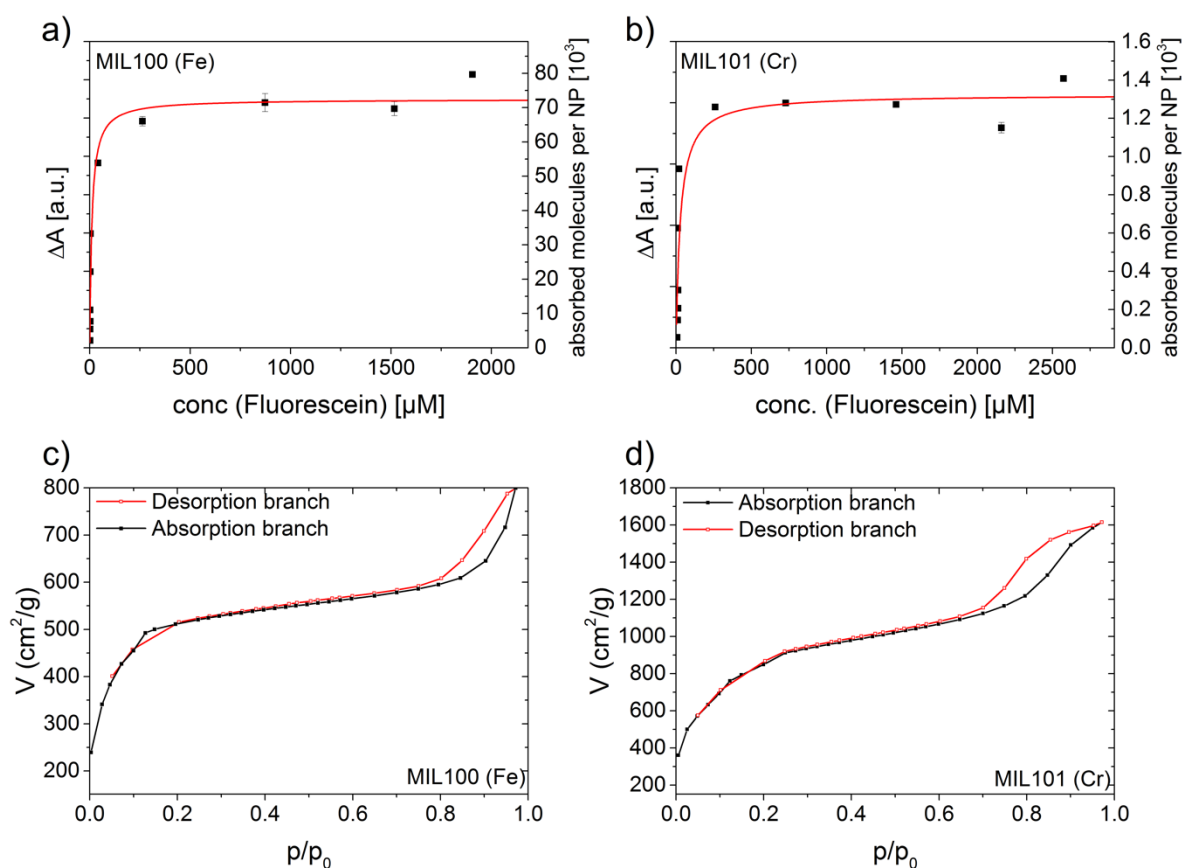 a)
MIL100 (Fe)
ΔA [a.u.]
80
70
60
50
40
30
20
10
0
absorbed molecules per NP [10³]
0 500 1000 1500 2000
conc (Fluorescein) [µM]
b)
MIL101 (Cr)
ΔA [a.u.]
1.6
1.4
1.2
1.0
0.8
0.6
0.4
0.2
0.0
absorbed molecules per NP [10³]
0 500 1000 1500 2000 2500
conc. (Fluorescein) [µM]
c)
Desorption branch
Absorption branch
V (cm²/g)
800
700
600
500
400
300
200
MIL100 (Fe)
0.0 0.2 0.4 0.6 0.8 1.0
p/p₀
d)
Absorption branch
Desorption branch
V (cm²/g)
1800
1600
1400
1200
1000
800
600
400
200
MIL101 (Cr)
0.0 0.2 0.4 0.6 0.8 1.0
p/p₀